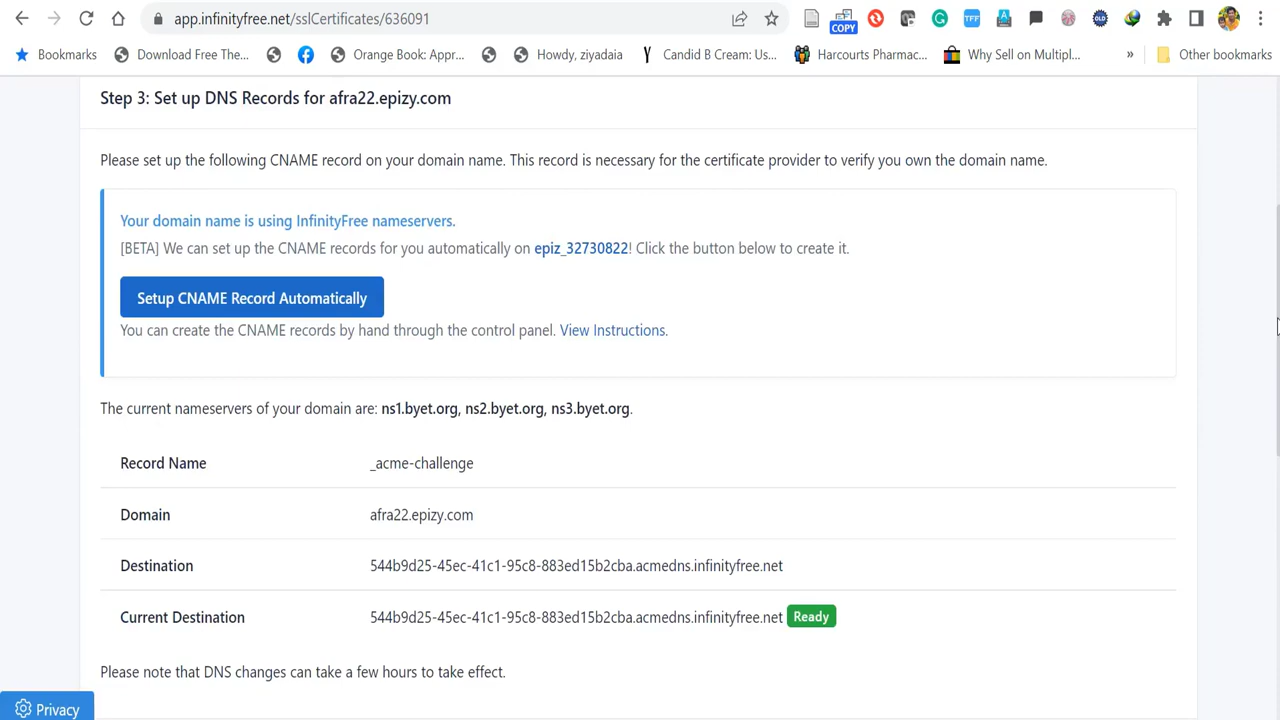 app.infinityfree.net/sslCertificates/636091
COPY
TFF
OLD
Bookmarks
Download Free The...
Orange Book: Appr...
Howdy, ziyadaia
Candid B Cream: Us...
Harcourts Pharmac...
Why Sell on Multipl...
»
Other bookmarks
Step 3: Set up DNS Records for afra22.epizy.com
Please set up the following CNAME record on your domain name. This record is necessary for the certificate provider to verify you own the domain name.
Your domain name is using InfinityFree nameservers.
[BETA] We can set up the CNAME records for you automatically on epiz_32730822! Click the button below to create it.
Setup CNAME Record Automatically
You can create the CNAME records by hand through the control panel. View Instructions.
The current nameservers of your domain are: ns1.byet.org, ns2.byet.org, ns3.byet.org.
Record Name _acme-challenge
Domain afra22.epizy.com
Destination 544b9d25-45ec-41c1-95c8-883ed15b2cba.acmedns.infinityfree.net
Current Destination 544b9d25-45ec-41c1-95c8-883ed15b2cba.acmedns.infinityfree.net Ready
Please note that DNS changes can take a few hours to take effect.
Privacy